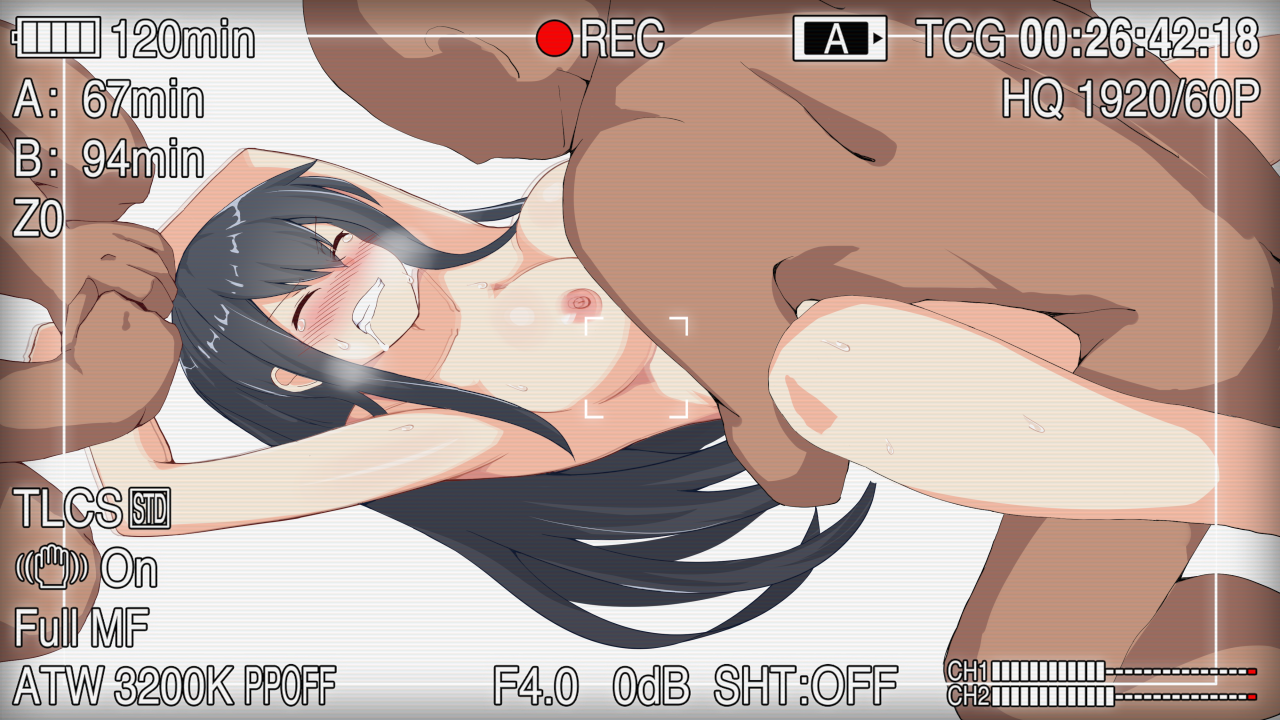 120min
REC
A
TCG 00:26:42:18
A: 67min
HQ 1920/60P
B: 94min
Z0
TLCS STD
On
Full MF
ATW 3200K PPOFF
F4.0 0dB SHT:OFF
CH1
CH2